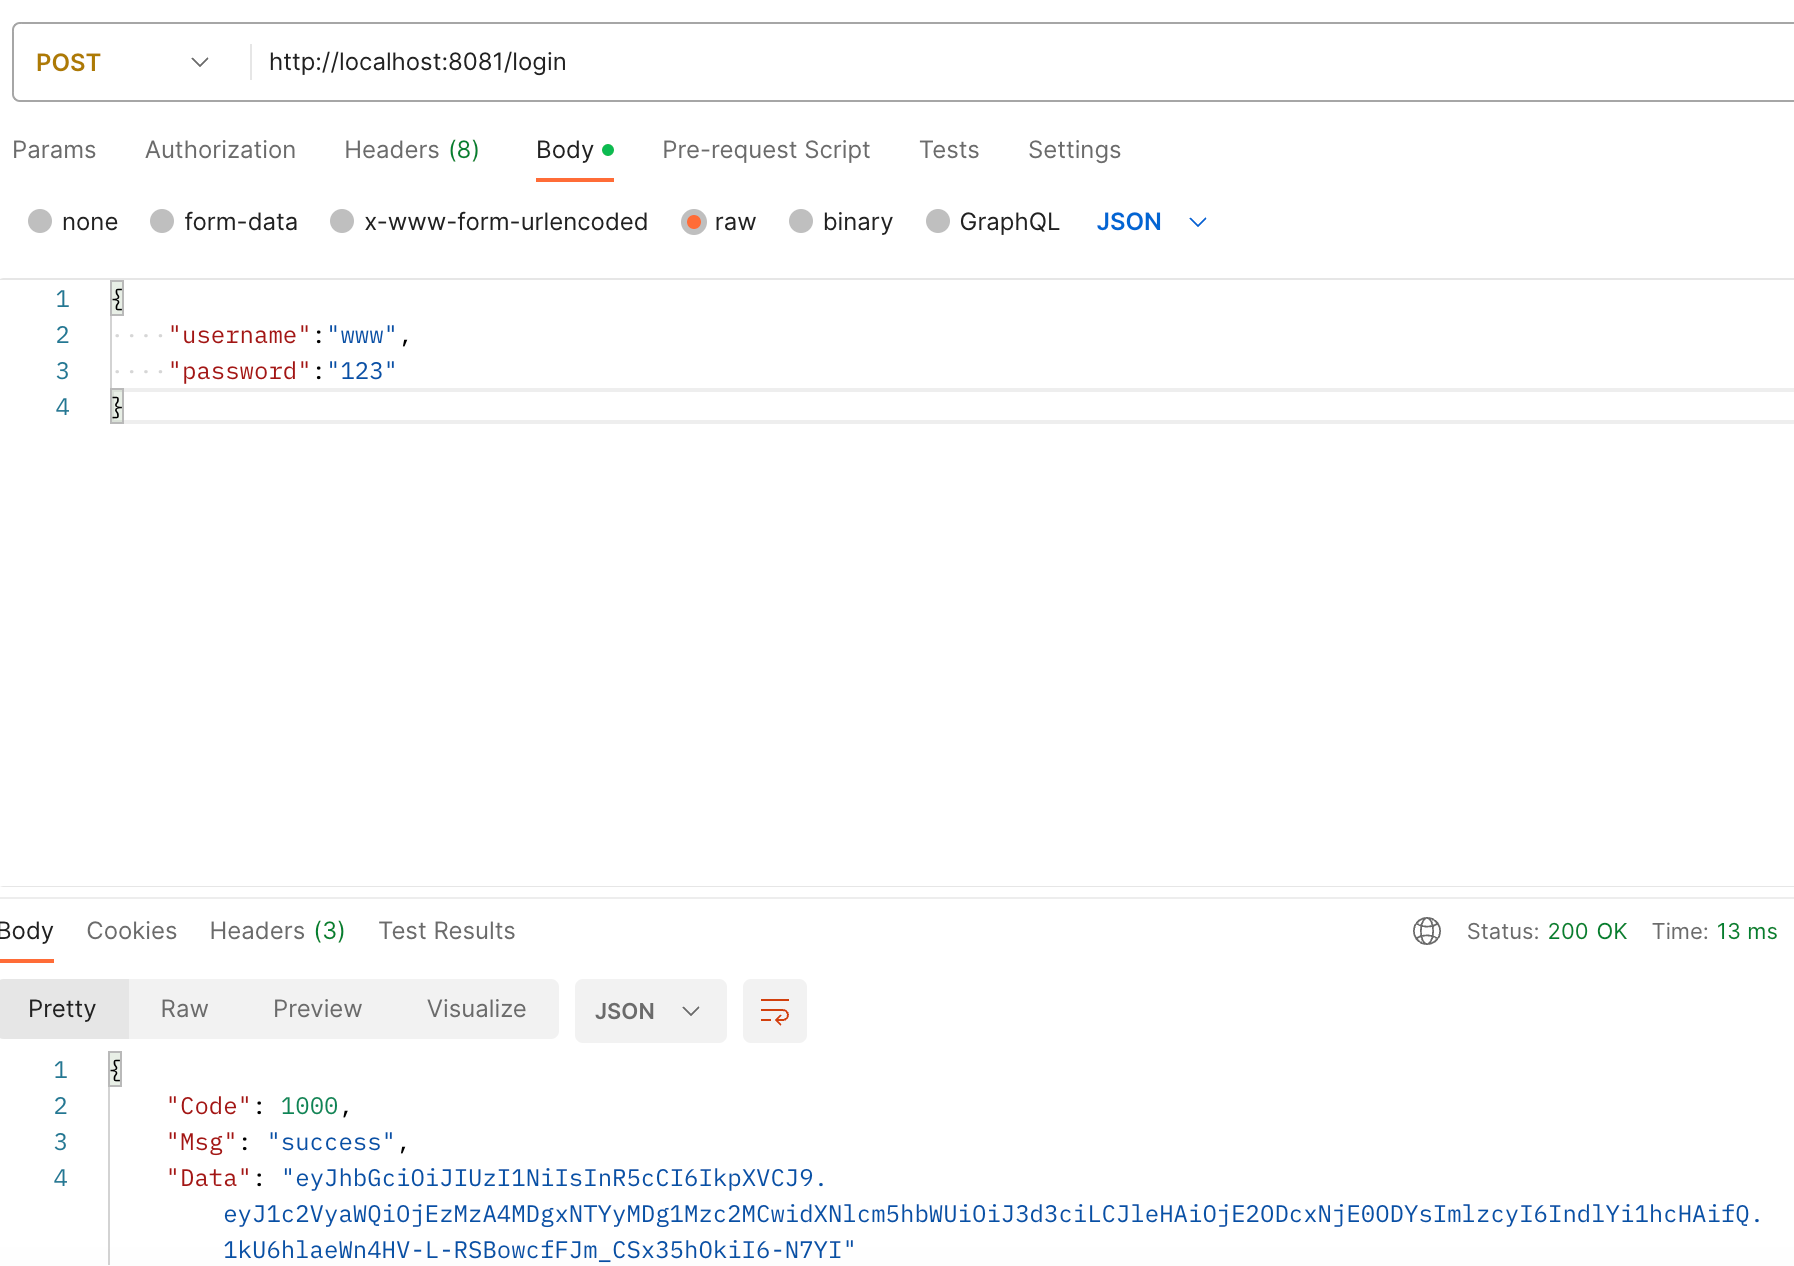 POST http://localhost:8081/login
Params Authorization Headers (8) Body Pre-request Script Tests Settings
none form-data x-www-form-urlencoded raw binary GraphQL JSON
1 {
2 "username":"www",
3 "password":"123"
4 }
Body Cookies Headers (3) Test Results Status: 200 OK Time: 13 ms
Pretty Raw Preview Visualize JSON
1 {
2 "Code": 1000,
3 "Msg": "success",
4 "Data": "eyJhbGciOiJIUzI1NiIsInR5cCI6IkpXVCJ9.
eyJ1c2VyaWQiOjEzMzA4MDgxNTYyMDg1Mzc2MCwidXNlcm5hbWUiOiJ3d3ciLCJleHAiOjE2ODcxNjE0ODYsImlzcyI6IndlYi1hcHAifQ.
1kU6hlaeWn4HV-L-RSBowcfFJm_CSx35hOkiI6-N7YI"